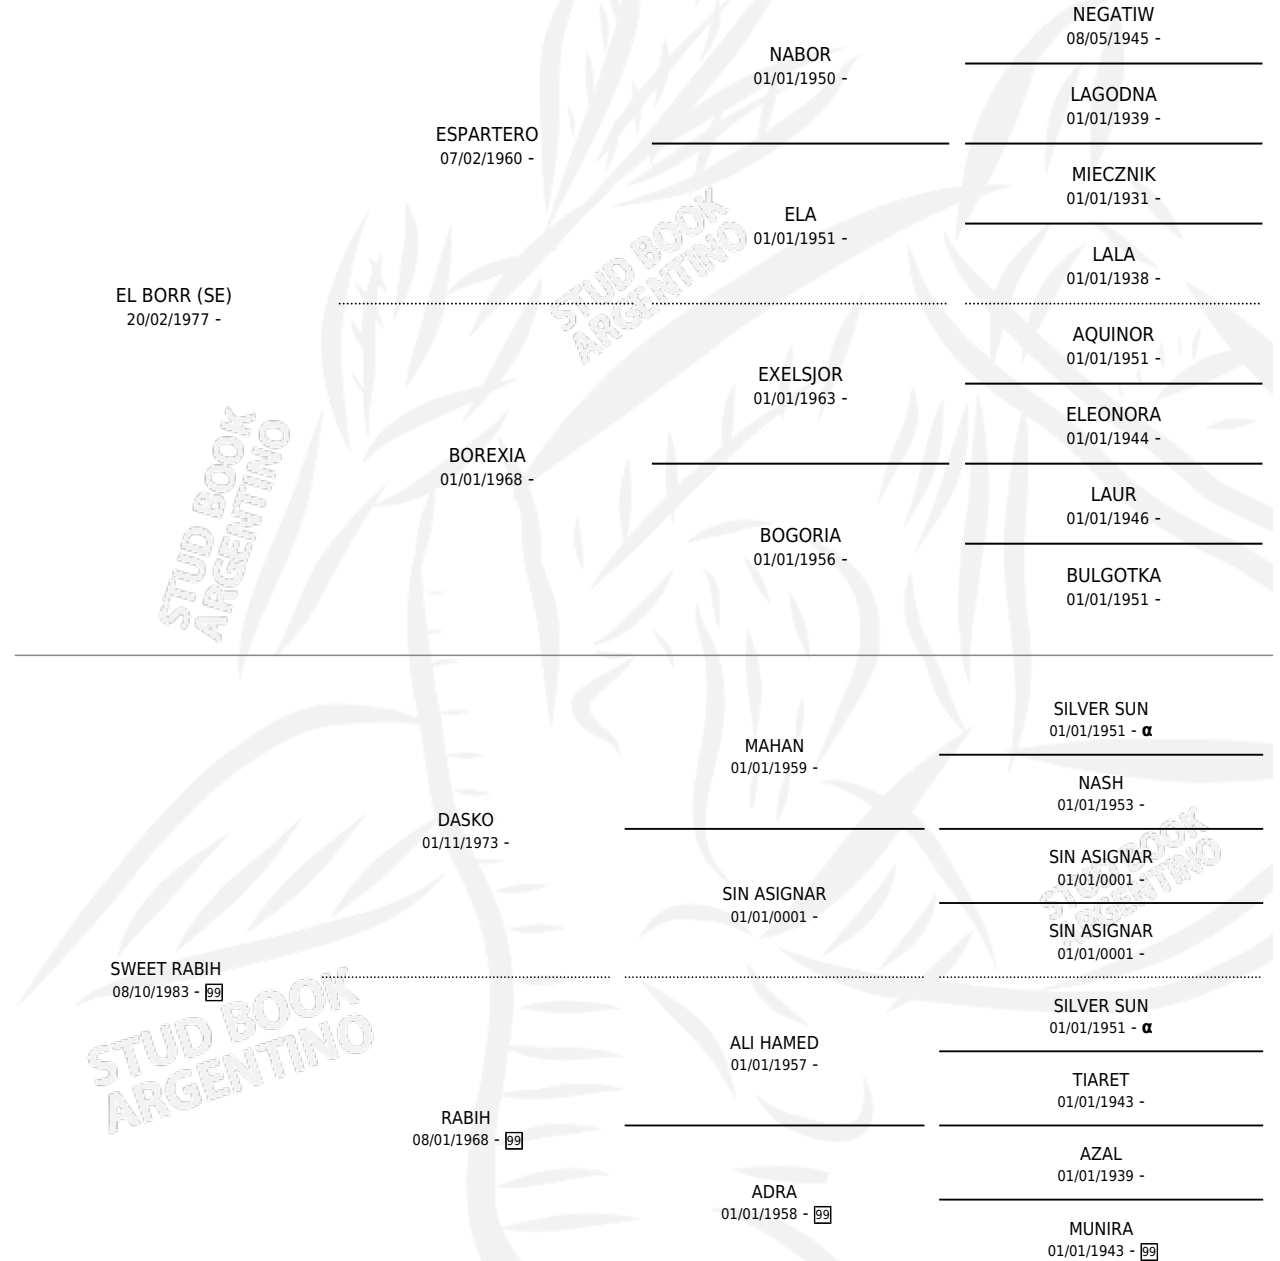 NEGATIW
08/05/1945 -
NABOR
01/01/1950 -
LAGODNA
01/01/1939 -
ESPARTERO
07/02/1960 -
MIECZNIK
01/01/1931 -
ELA
01/01/1951 -
LALA
01/01/1938 -
EL BORR (SE)
20/02/1977 -
AQUINOR
01/01/1951 -
EXELSJOR
01/01/1963 -
ELEONORA
01/01/1944 -
BOREXIA
01/01/1968 -
LAUR
01/01/1946 -
BOGORIA
01/01/1956 -
BULGOTKA
01/01/1951 -
STUD BOOK
ARGENTINO
STUD BOOK
ARGENTINO
SILVER SUN
01/01/1951 - α
MAHAN
01/01/1959 -
NASH
01/01/1953 -
DASKO
01/11/1973 -
SIN ASIGNAR
01/01/0001 -
SIN ASIGNAR
01/01/0001 -
SIN ASIGNAR
01/01/0001 -
SWEET RABIH
08/10/1983 - 99
SILVER SUN
01/01/1951 - α
ALI HAMED
01/01/1957 -
TIARET
01/01/1943 -
RABIH
08/01/1968 - 99
AZAL
01/01/1939 -
ADRA
01/01/1958 - 99
MUNIRA
01/01/1943 - 99
STUD BOOK
ARGENTINO
STUD BOOK
ARGENTINO